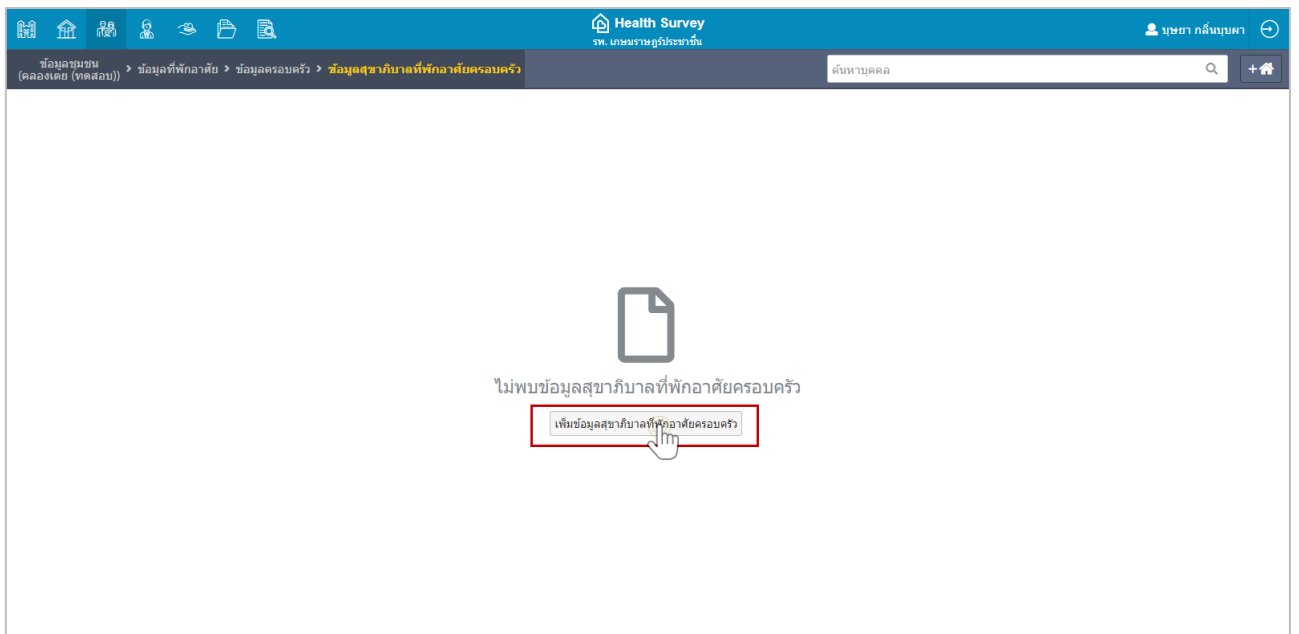 Health Survey
รพ. เกษมราษฎร์ประชาชื่น
บุษยา กลิ่นบุบผา
ข้อมูลชุมชน
(คลองเตย (ทดสอบ))
> ข้อมูลที่พักอาศัย > ข้อมูลครอบครัว > ข้อมูลสุขาภิบาลที่พักอาศัยครอบครัว
ค้นหาบุคคล
+
ไม่พบข้อมูลสุขาภิบาลที่พักอาศัยครอบครัว
เพิ่มข้อมูลสุขาภิบาลที่พักอาศัยครอบครัว